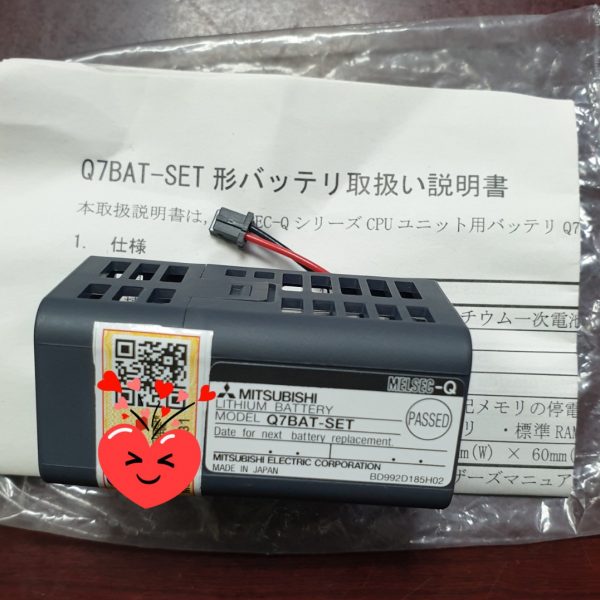 Q7BAT-SET 形バッテリ取扱い説明書
本取扱説明書は, EC-Q シリーズ CPU ユニット用バッテリ Q7
1. 仕様
チウム一次電池
メモリの停電
リ ・標準 RAM
(W) × 60mm(
ザーズマニュア
MELSEC-Q
MITSUBISHI
LITHIUM BATTERY
MODEL Q7BAT-SET
PASSED
Date for next battery replacement.
MITSUBISHI ELECTRIC CORPORATION
MADE IN JAPAN
BD992D185H02